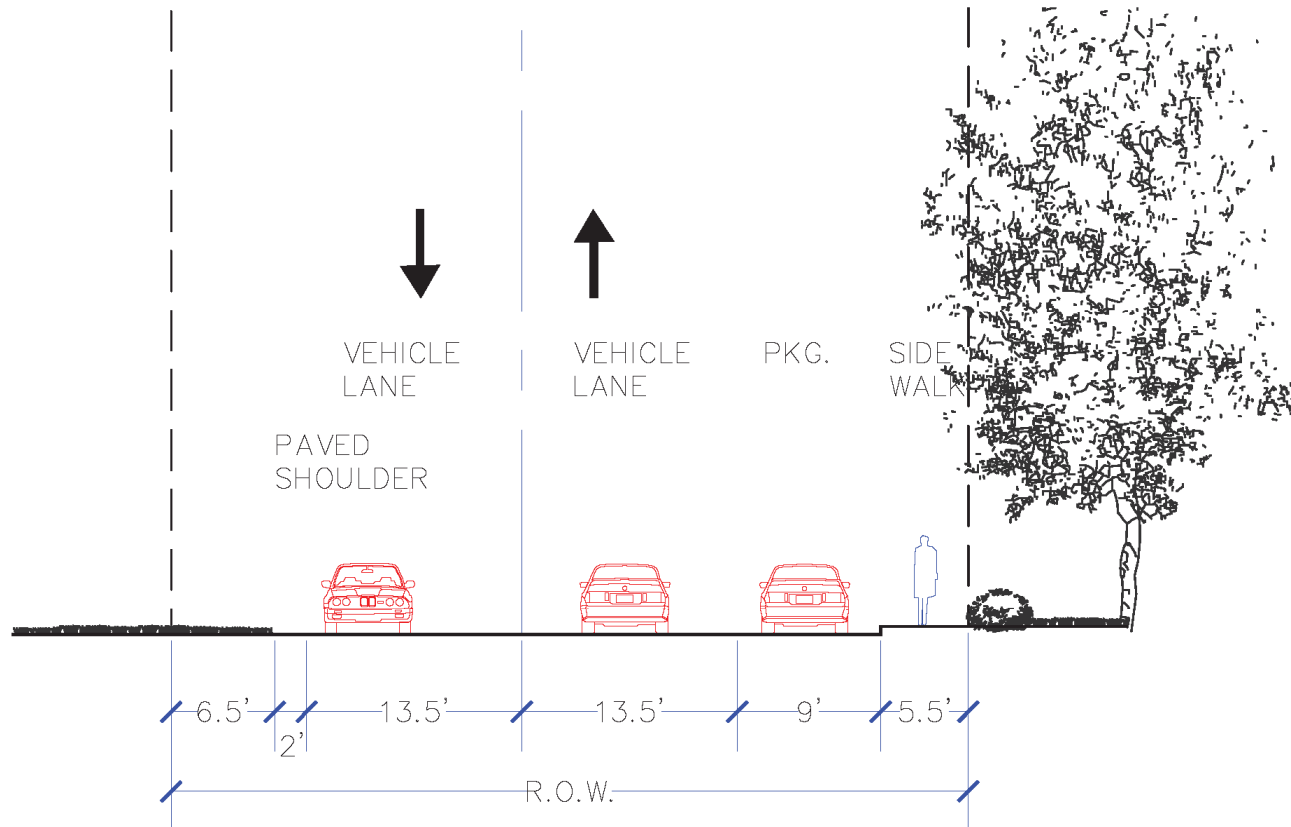 VEHICLE
LANE
VEHICLE
LANE
PKG.
SIDE
WALK
PAVED
SHOULDER
6.5'
2'
13.5'
13.5'
9'
5.5'
R.O.W.